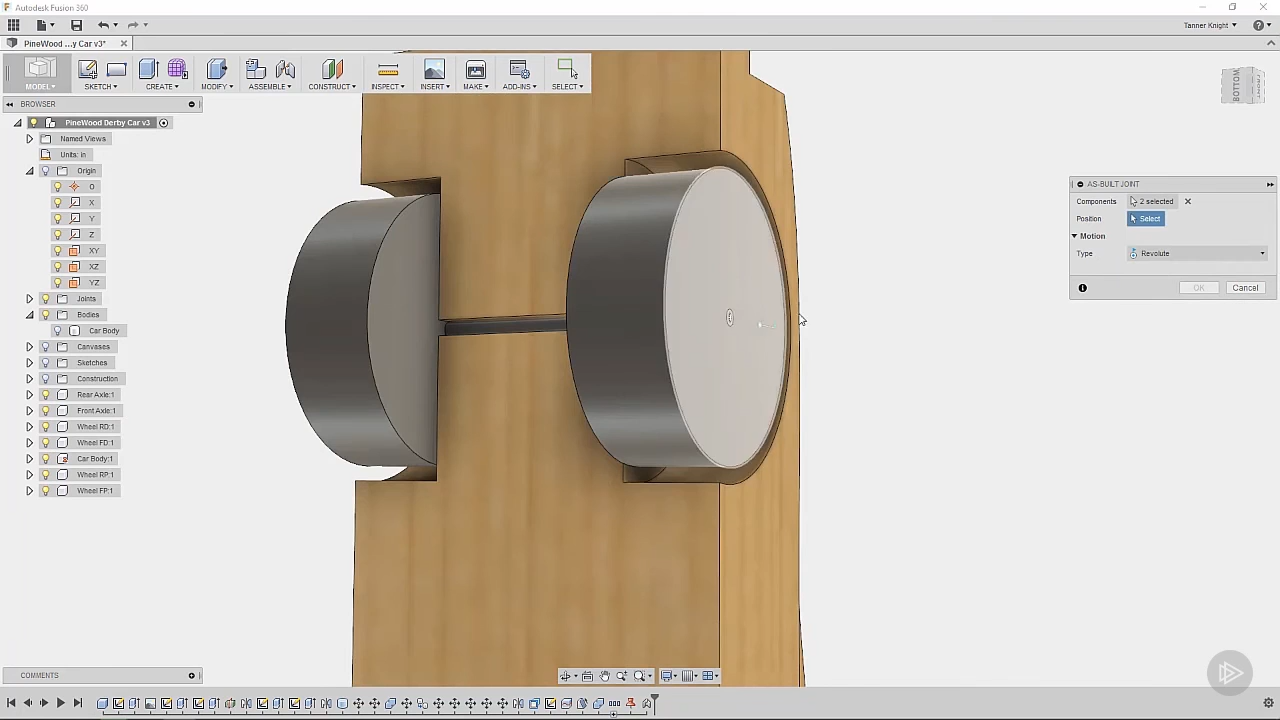 Autodesk Fusion 360
Tanner Knight
PineWood ...y Car v3*
MODEL
SKETCH
CREATE
MODIFY
ASSEMBLE
CONSTRUCT
INSPECT
INSERT
MAKE
ADD-INS
SELECT
BROWSER
PineWood Derby Car v3
Named Views
Units: in
Origin
O
X
Y
Z
XY
XZ
YZ
Joints
Bodies
Car Body
Canvases
Sketches
Construction
Rear Axle:1
Front Axle:1
Wheel RD:1
Wheel FD:1
Car Body:1
Wheel RP:1
Wheel FP:1
BOTTOM
AS-BUILT JOINT
Components 2 selected
Position Select
Motion
Type Revolute
OK Cancel
COMMENTS